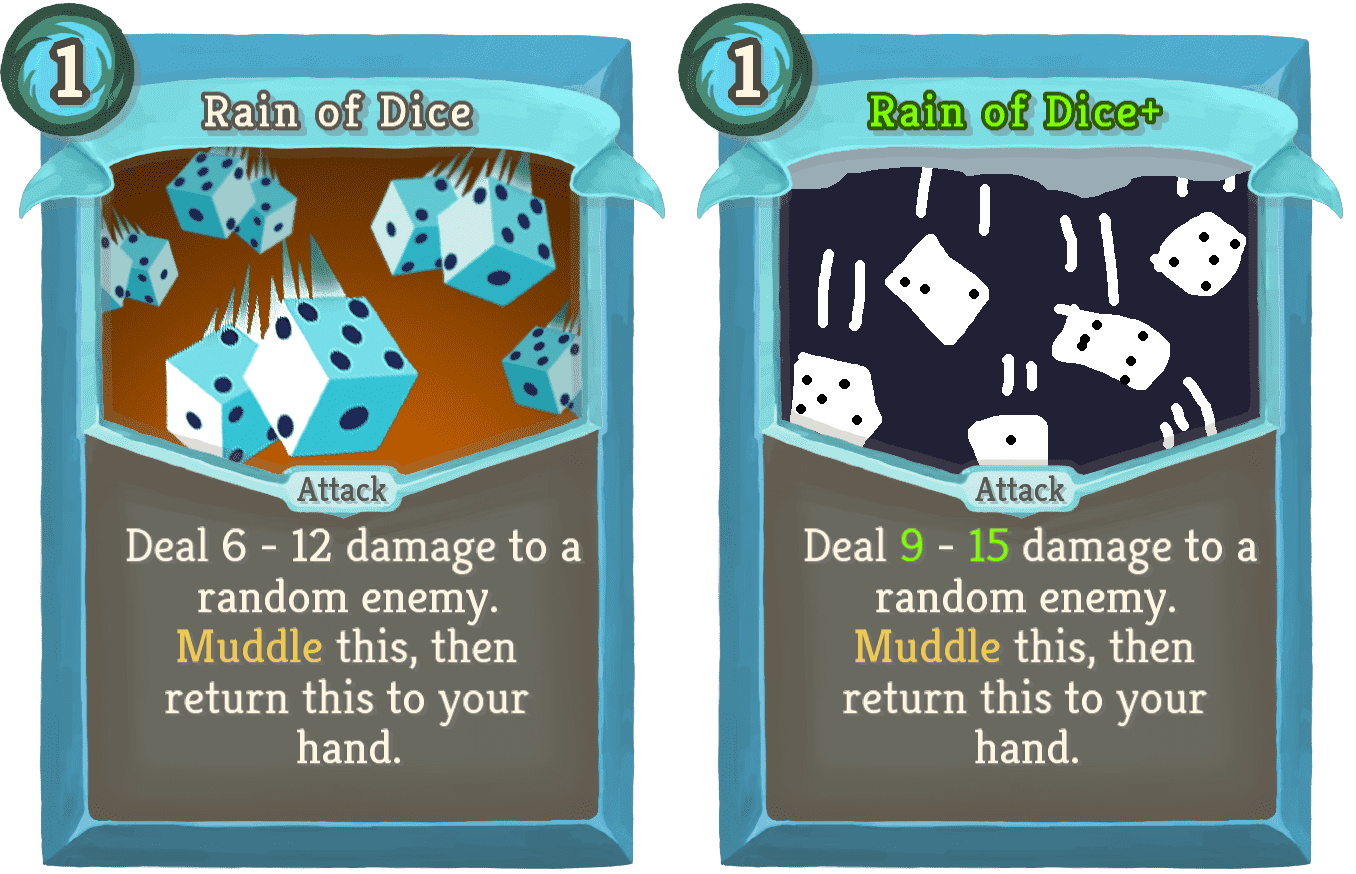 1
Rain of Dice
Attack
Deal 6 - 12 damage to a
random enemy.
Muddle this, then
return this to your
hand.
1
Rain of Dice+
Attack
Deal 9 - 15 damage to a
random enemy.
Muddle this, then
return this to your
hand.